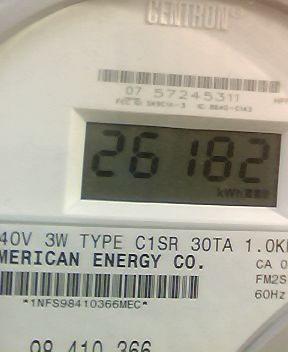 CENTRON®
07 57245311
26182
kWh
40V 3W TYPE C1SR 30TA 1.0K
MERICAN ENERGY CO.
CA 0
FM2S
60Hz
*1NFS98410366MEC*
98 410 366